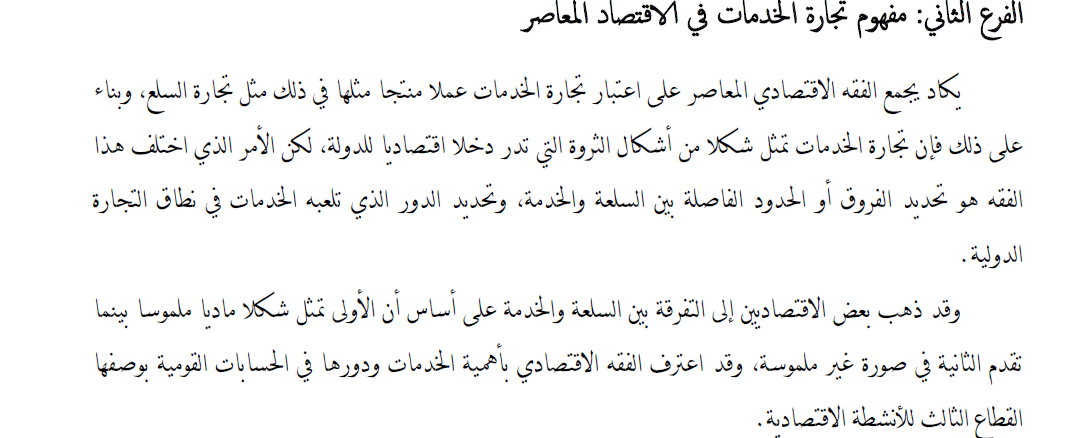 الفرع الثاني: مفهوم تجارة الخدمات في الاقتصاد المعاصر
يكاد يجمع الفقه الاقتصادي المعاصر على اعتبار تجارة الخدمات عملا منتجا مثلها في ذلك مثل تجارة السلع، وبناء
على ذلك فإن تجارة الخدمات تمثل شكلا من أشكال الثروة التي تدر دخلا اقتصاديا للدولة، لكن الأمر الذي اختلف هذا
الفقه هو تحديد الفروق أو الحدود الفاصلة بين السلعة والخدمة، وتحديد الدور الذي تلعبه الخدمات في نطاق التجارة
الدولية.
وقد ذهب بعض الاقتصاديين إلى التفرقة بين السلعة والخدمة على أساس أن الأولى تمثل شكلا ماديا ملموسا بينما
تقدم الثانية في صورة غير ملموسة، وقد اعترف الفقه الاقتصادي بأهمية الخدمات ودورها في الحسابات القومية بوصفها
القطاع الثالث للأنشطة الاقتصادية.